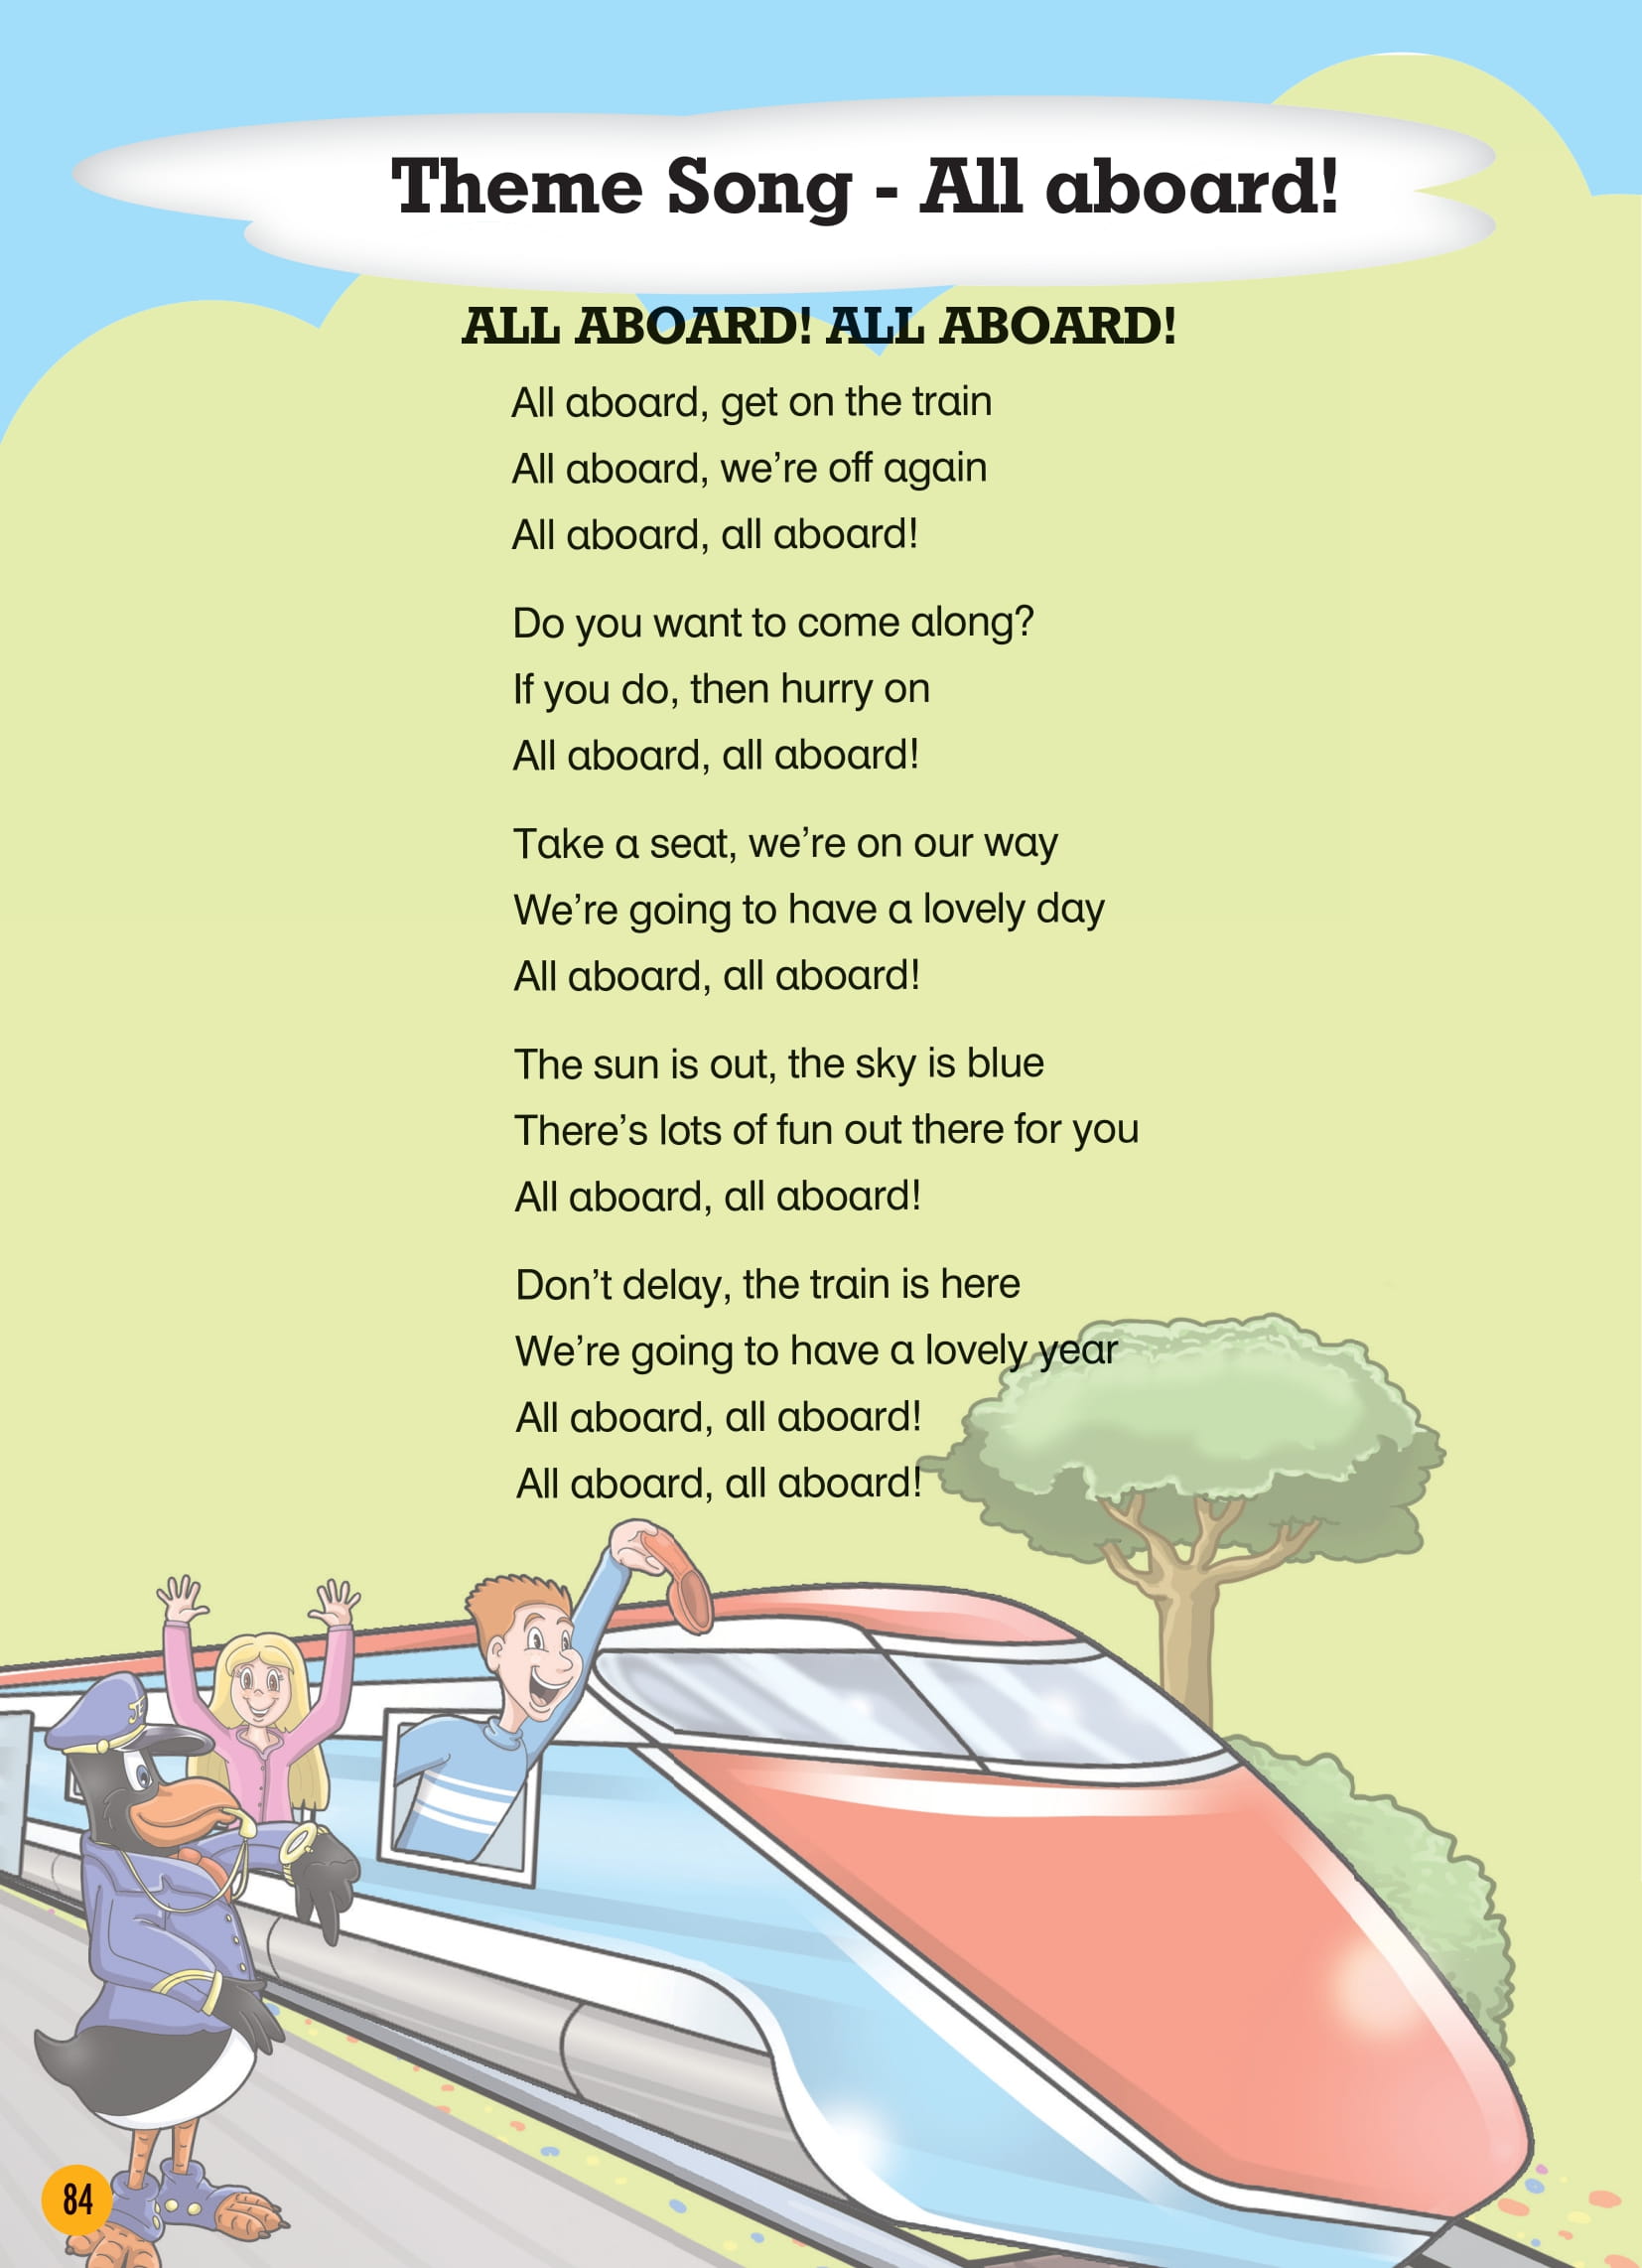 Theme Song - All aboard!
ALL ABOARD! ALL ABOARD!
All aboard, get on the train
All aboard, we're off again
All aboard, all aboard!
Do you want to come along?
If you do, then hurry on
All aboard, all aboard!
Take a seat, we're on our way
We're going to have a lovely day
All aboard, all aboard!
The sun is out, the sky is blue
There's lots of fun out there for you
All aboard, all aboard!
Don't delay, the train is here
We're going to have a lovely year
All aboard, all aboard!
All aboard, all aboard!
84